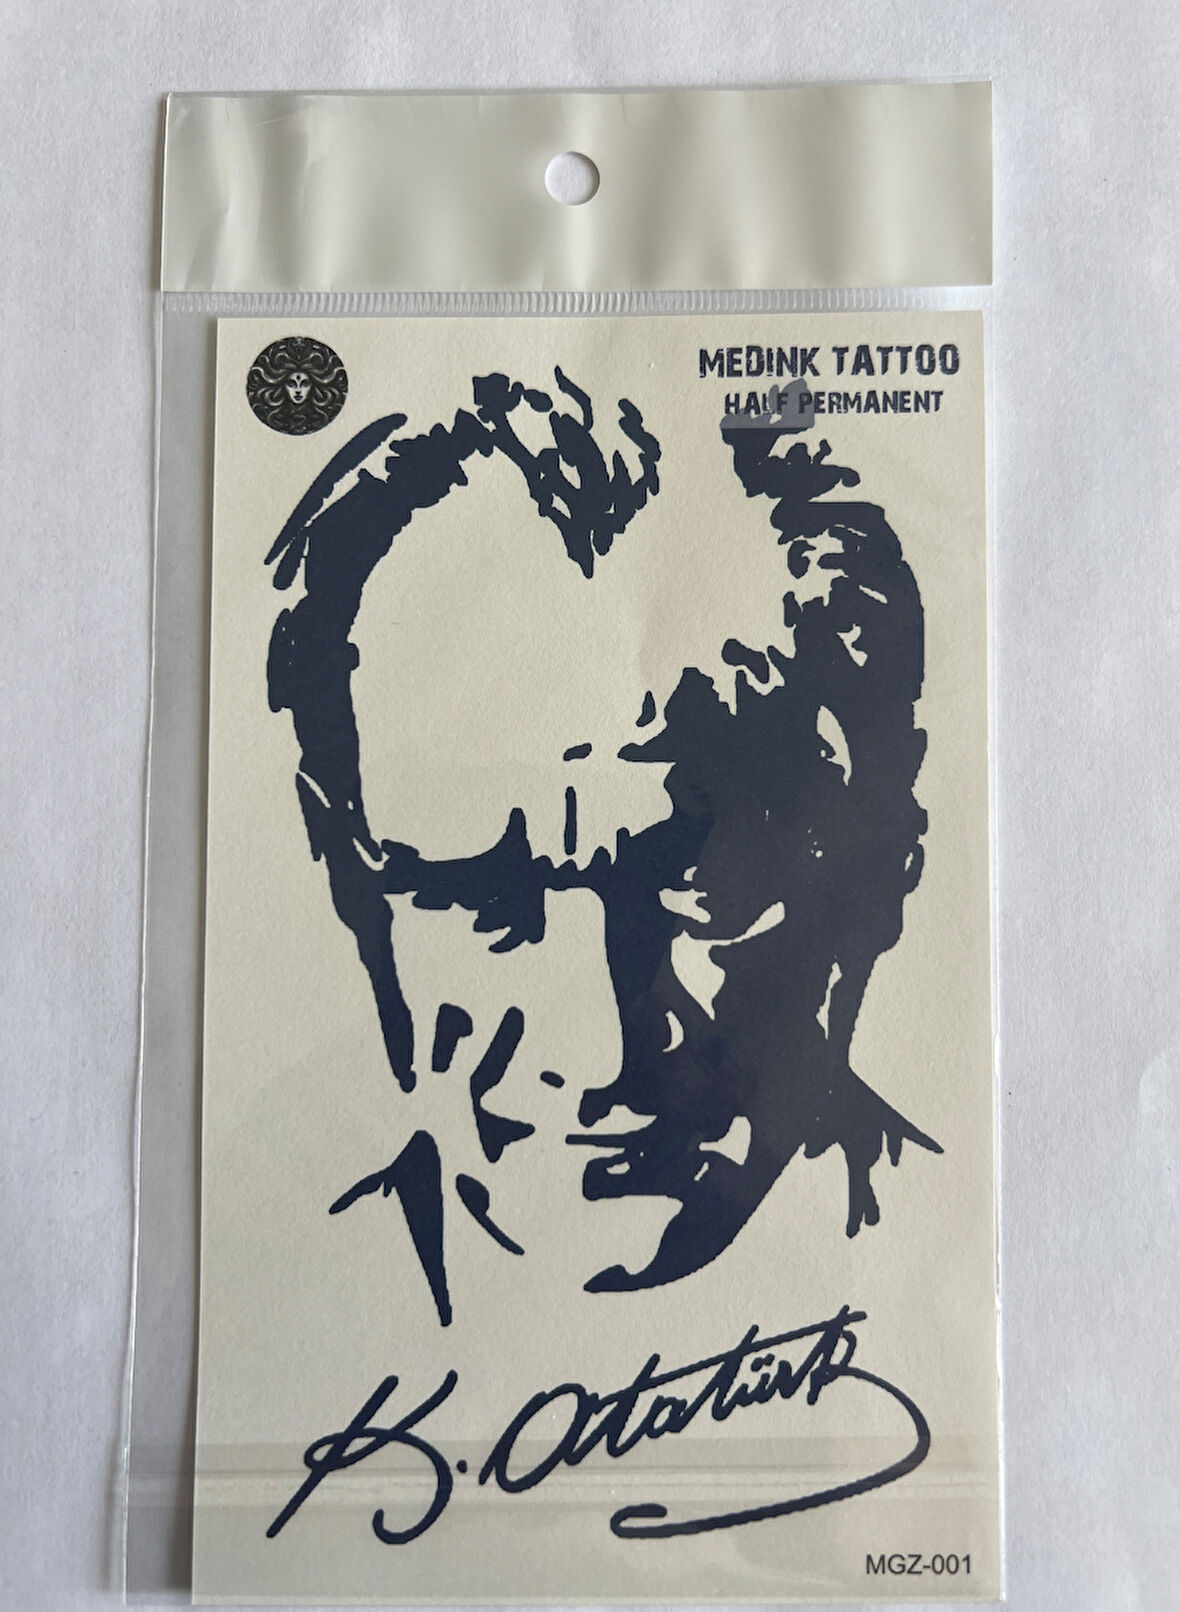 MEDINK TATTOO
HALF PERMANENT
K. Atatürk
MGZ-001